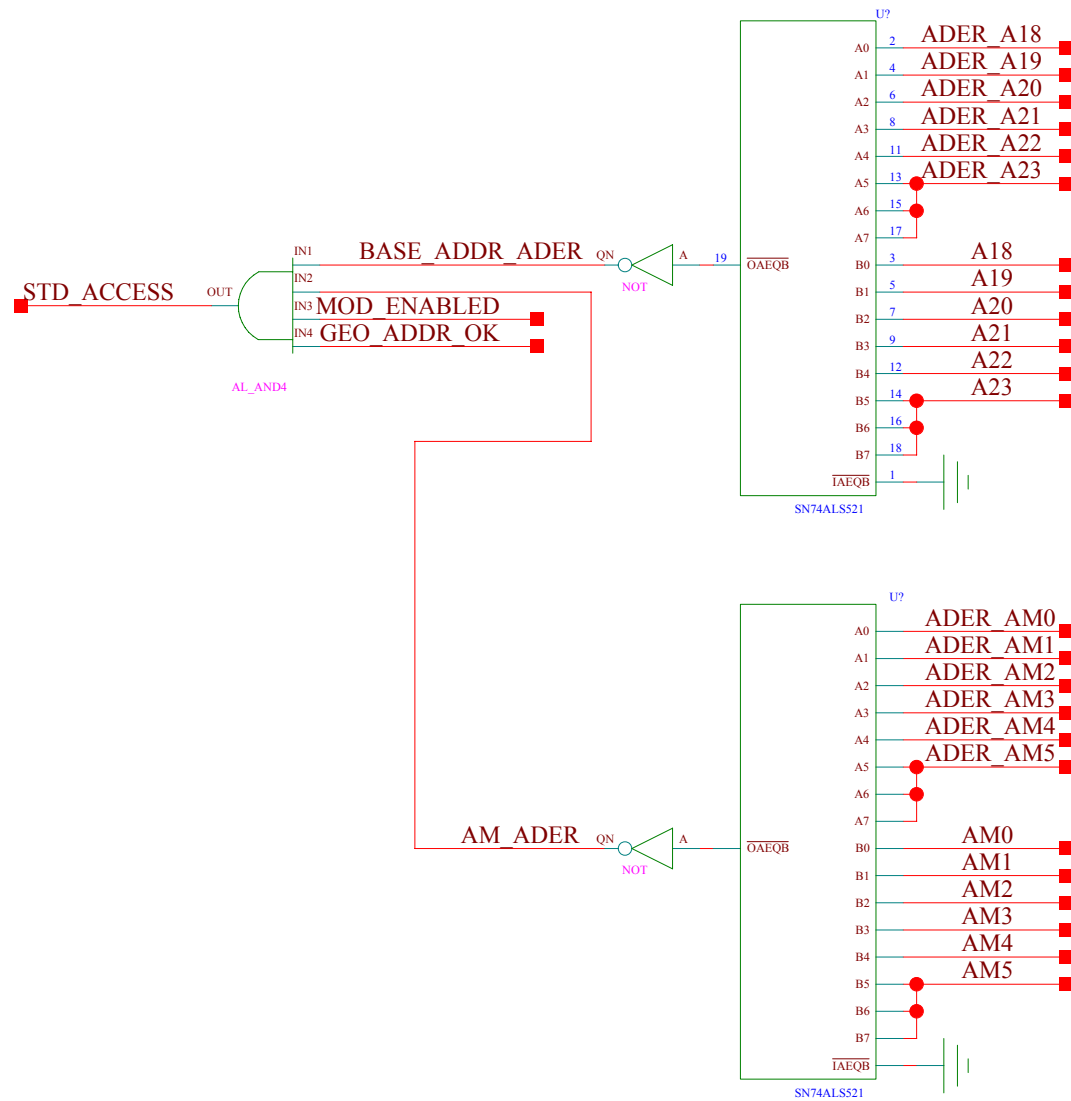 U?
A0 2 ADER_A18
A1 4 ADER_A19
A2 6 ADER_A20
A3 8 ADER_A21
A4 11 ADER_A22
A5 13 ADER_A23
A6 15
A7 17
OAEQB 19 A QN NOT BASE_ADDR_ADER IN1
B0 3 A18
B1 5 A19
B2 7 A20
B3 9 A21
B4 12 A22
B5 14 A23
B6 16
B7 18
IAEQB 1
SN74ALS521
IN2
IN3 MOD_ENABLED
IN4 GEO_ADDR_OK
OUT STD_ACCESS
AL_AND4
U?
A0 ADER_AM0
A1 ADER_AM1
A2 ADER_AM2
A3 ADER_AM3
A4 ADER_AM4
A5 ADER_AM5
A6
A7
OAEQB A QN NOT AM_ADER
B0 AM0
B1 AM1
B2 AM2
B3 AM3
B4 AM4
B5 AM5
B6
B7
IAEQB
SN74ALS521